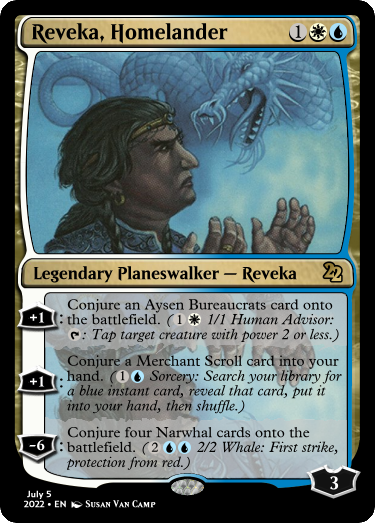 Reveka, Homelander 1
Legendary Planeswalker — Reveka
+1 : Conjure an Aysen Bureaucrats card onto
the battlefield. ( 1 1/1 Human Advisor:
: Tap target creature with power 2 or less.)
+1 : Conjure a Merchant Scroll card into your
hand. ( 1 Sorcery: Search your library for
a blue instant card, reveal that card, put it
into your hand, then shuffle.)
-6 : Conjure four Narwhal cards onto the
battlefield. ( 2 2/2 Whale: First strike,
protection from red.)
3
July 5
2022 • EN Susan Van Camp